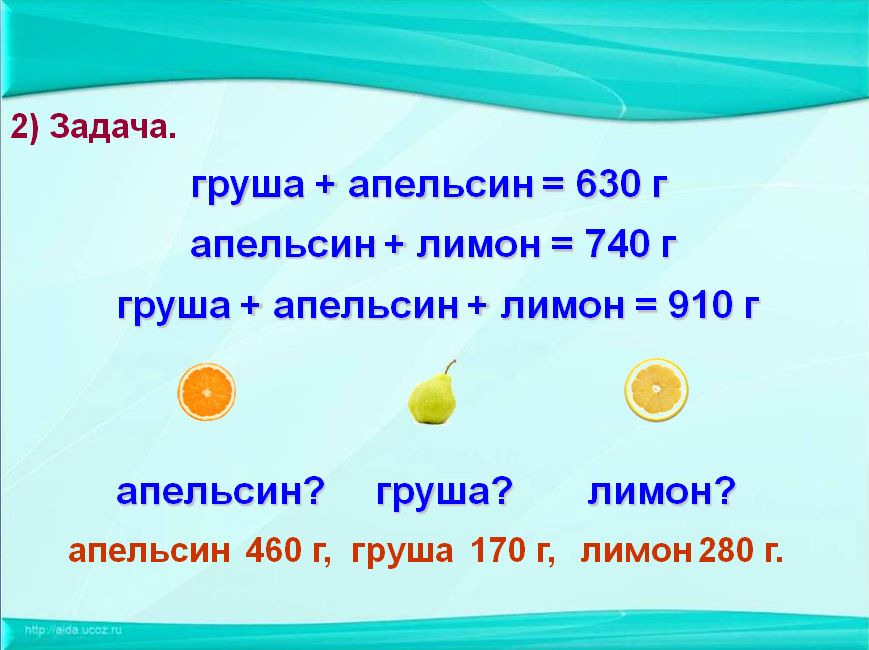 2) Задача.
груша + апельсин = 630 г
апельсин + лимон = 740 г
груша + апельсин + лимон = 910 г
апельсин? груша? лимон?
апельсин 460 г, груша 170 г, лимон 280 г.
http://aida.ucoz.ru